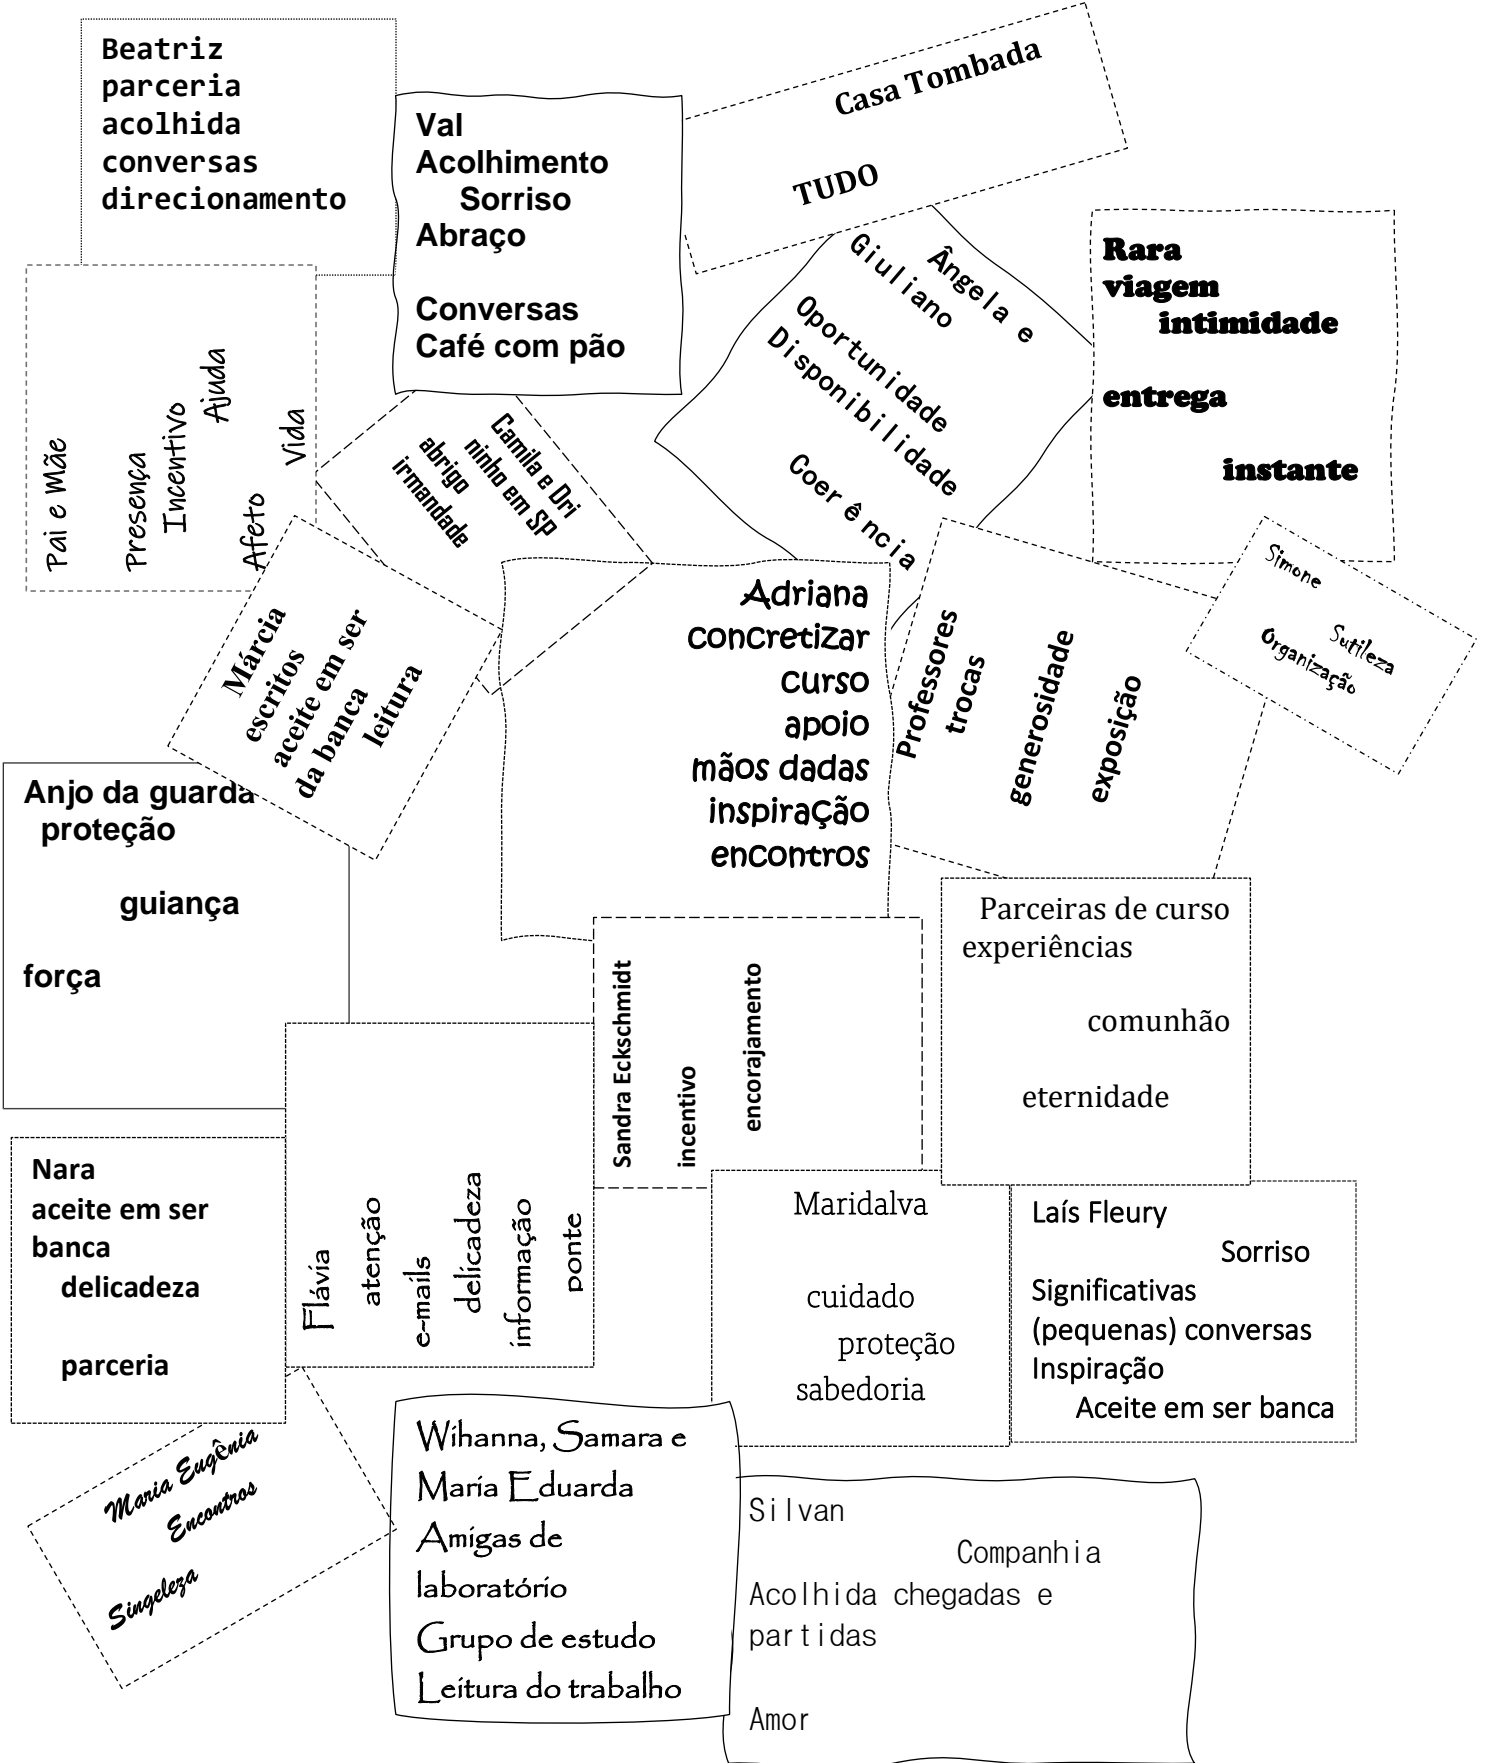 Beatriz
parceria
acolhida
conversas
direcionamento
Val
Acolhimento
Sorriso
Abraço
Conversas
Café com pão
Casa Tombada
TUDO
Ângela e
Giuliano
Oportunidade
Disponibilidade
Coerência
Rara
viagem
intimidade
entrega
instante
Pai e Mãe
Presença
Incentivo
Ajuda
Afeto
Vida
Camila e Dri
ninho em SP
abrigo
irmandade
Márcia
escritos
aceite em ser
da banca
leitura
Adriana
concretizar
curso
apoio
mãos dadas
inspiração
encontros
Professores
trocas
generosidade
exposição
Simone
Sutileza
Organização
Anjo da guarda
proteção
guiança
força
Sandra Eckschmidt
incentivo
encorajamento
Parceiras de curso
experiências
comunhão
eternidade
Nara
aceite em ser
banca
delicadeza
parceria
Flávia
atenção
e-mails
delicadeza
informação
ponte
Maridalva
cuidado
proteção
sabedoria
Laís Fleury
Sorriso
Significativas
(pequenas) conversas
Inspiração
Aceite em ser banca
Maria Eugênia
Encontros
Singeleza
Wihanna, Samara e
Maria Eduarda
Amigas de
laboratório
Grupo de estudo
Leitura do trabalho
Silvan
Companhia
Acolhida chegadas e
partidas
Amor